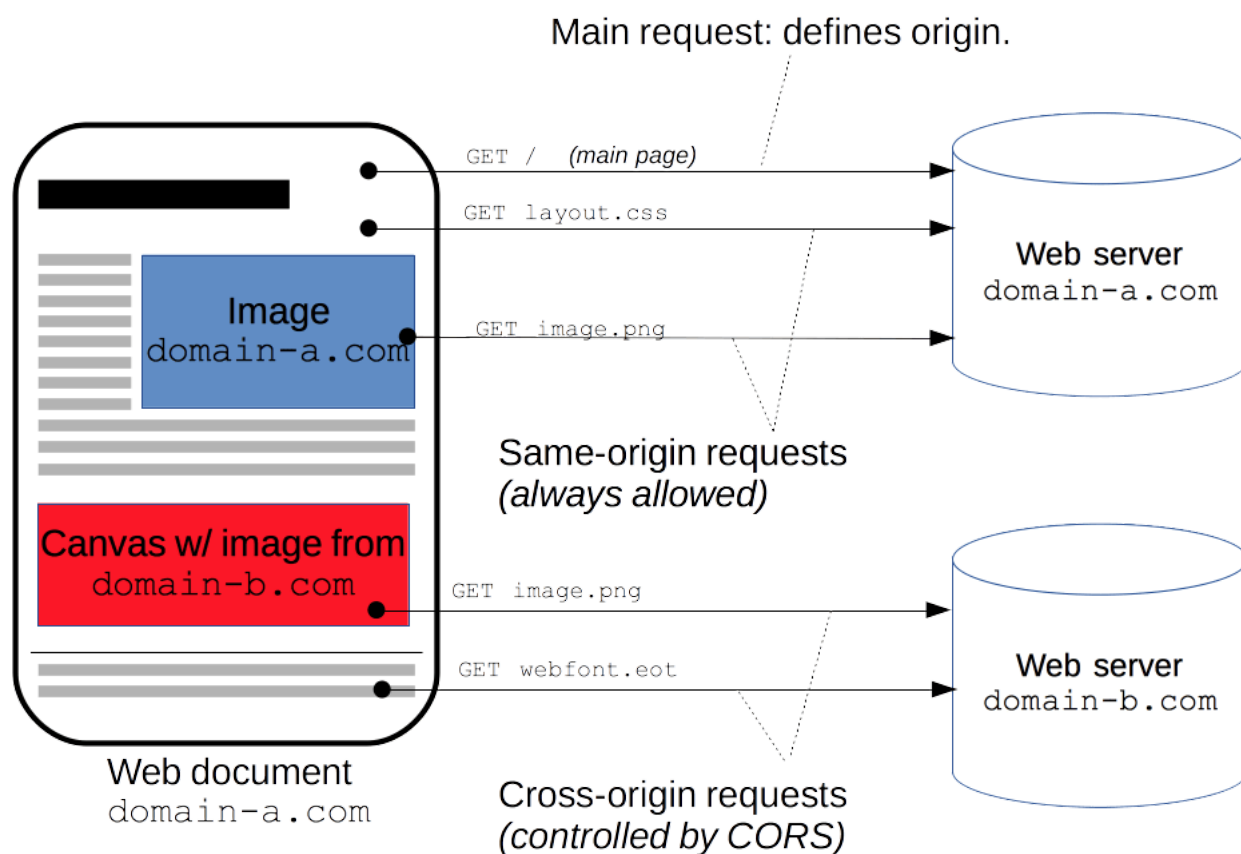 Main request: defines origin.
GET / (main page)
GET layout.css
Web server
domain-a.com
Image
domain-a.com
GET image.png
Same-origin requests
(always allowed)
Canvas w/ image from
domain-b.com
GET image.png
GET webfont.eot
Web server
domain-b.com
Web document
domain-a.com
Cross-origin requests
(controlled by CORS)